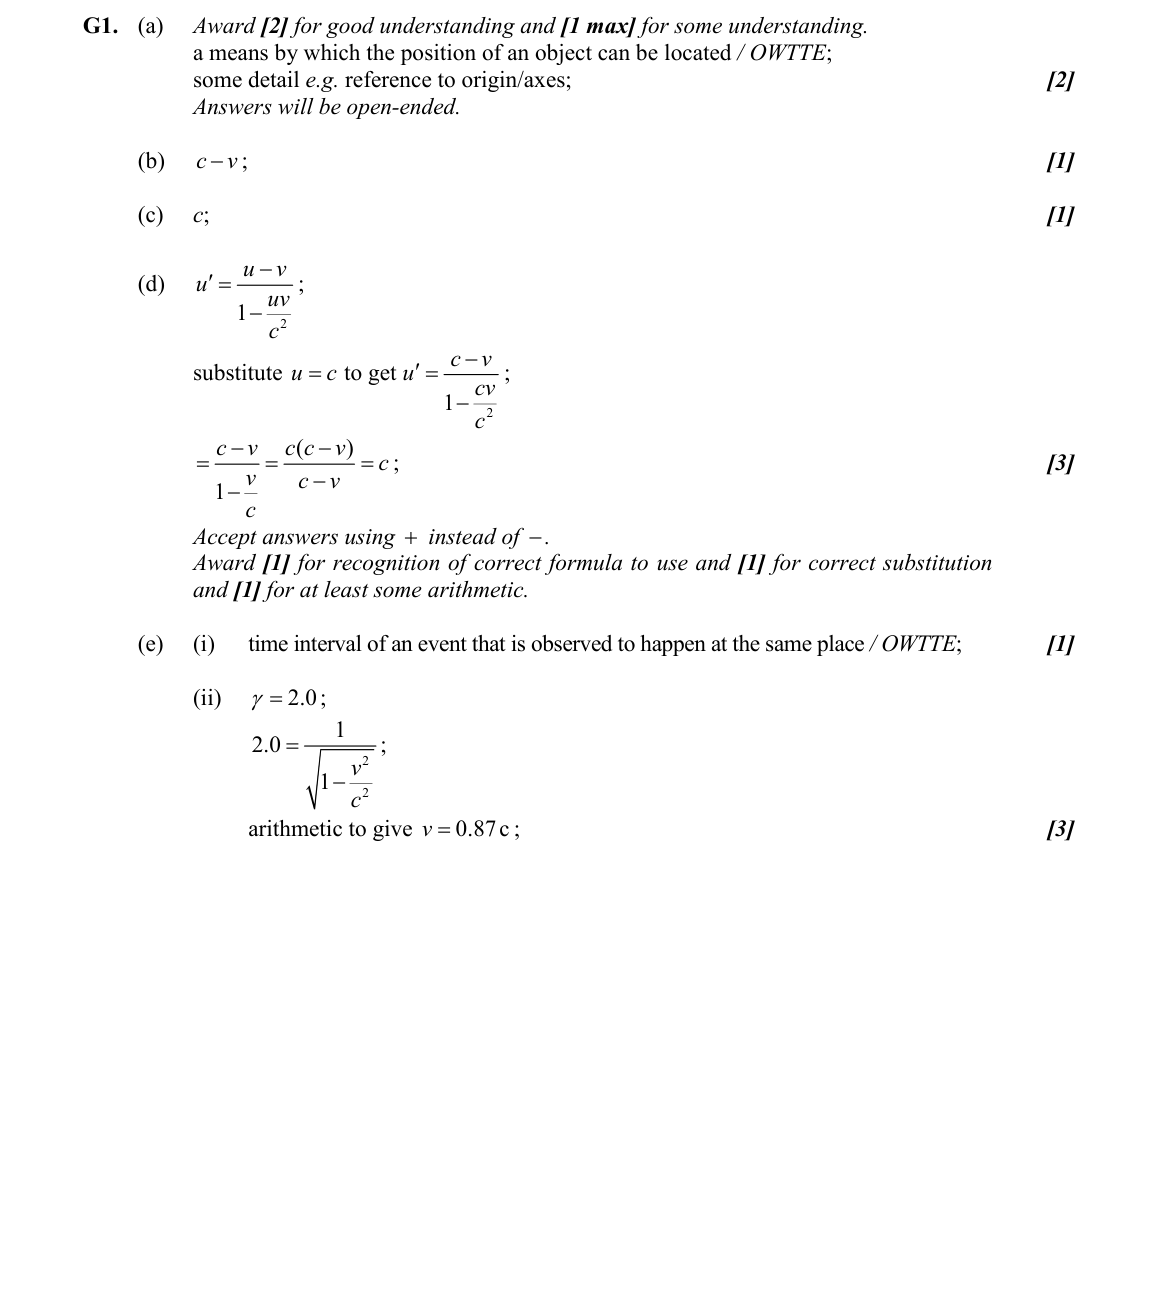 G1. (a) Award [2] for good understanding and [1 max] for some understanding.
a means by which the position of an object can be located / OWTTE;
some detail e.g. reference to origin/axes; [2]
Answers will be open-ended.
(b) c − v ; [1]
(c) c; [1]
(d) u′ = (u − v) / (1 − uv/c²) ;
substitute u = c to get u′ = (c − v) / (1 − cv/c²) ;
= (c − v) / (1 − v/c) = c(c − v) / (c − v) = c ; [3]
Accept answers using + instead of −.
Award [1] for recognition of correct formula to use and [1] for correct substitution
and [1] for at least some arithmetic.
(e) (i) time interval of an event that is observed to happen at the same place / OWTTE; [1]
(ii) γ = 2.0 ;
2.0 = 1 / √(1 − v²/c²) ;
arithmetic to give v = 0.87 c ; [3]